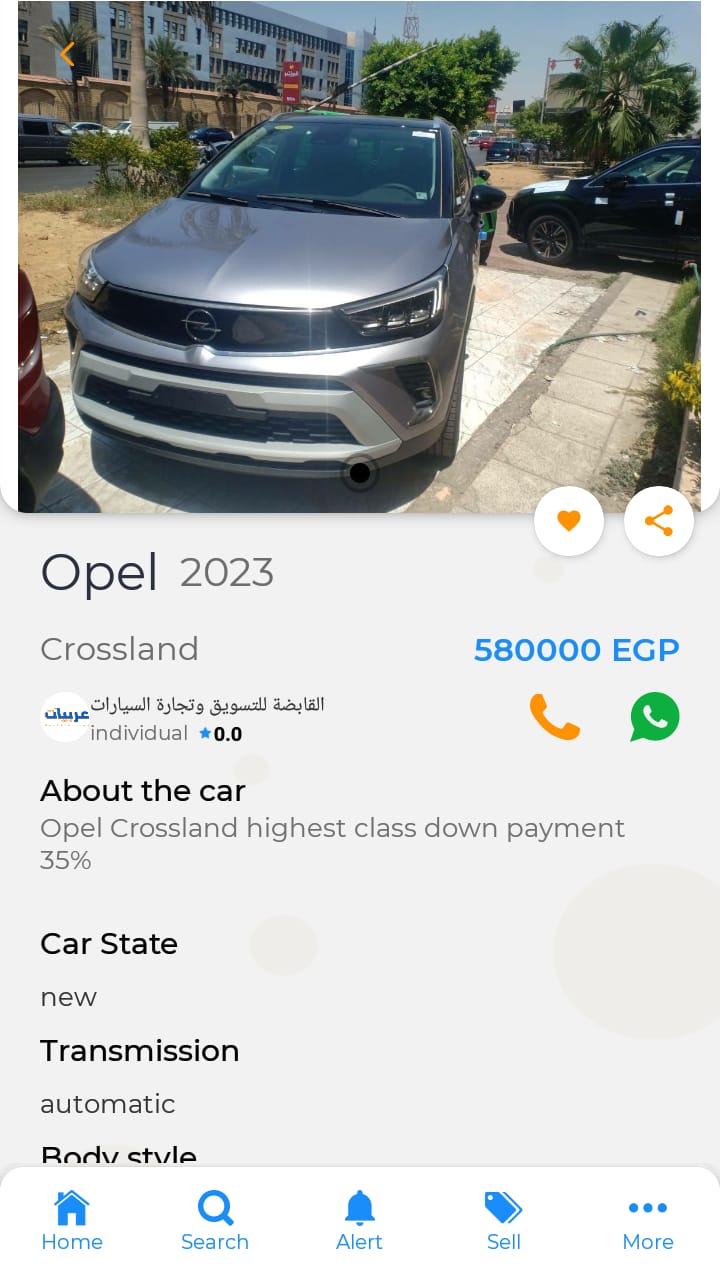 Opel 2023
Crossland
580000 EGP
عربيات
القابضة للتسويق وتجارة السيارات
individual 0.0
About the car
Opel Crossland highest class down payment
35%
Car State
new
Transmission
automatic
Body style
Home
Search
Alert
Sell
More